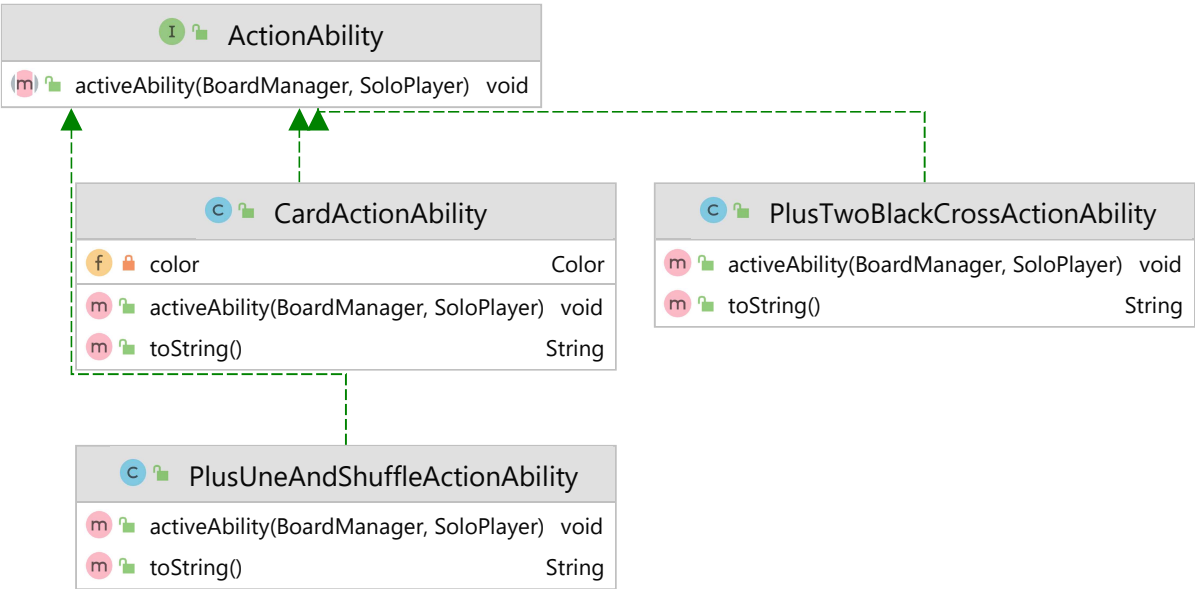 I ActionAbility
m activeAbility(BoardManager, SoloPlayer) void
C CardActionAbility
f color Color
m activeAbility(BoardManager, SoloPlayer) void
m toString() String
C PlusTwoBlackCrossActionAbility
m activeAbility(BoardManager, SoloPlayer) void
m toString() String
C PlusUneAndShuffleActionAbility
m activeAbility(BoardManager, SoloPlayer) void
m toString() String